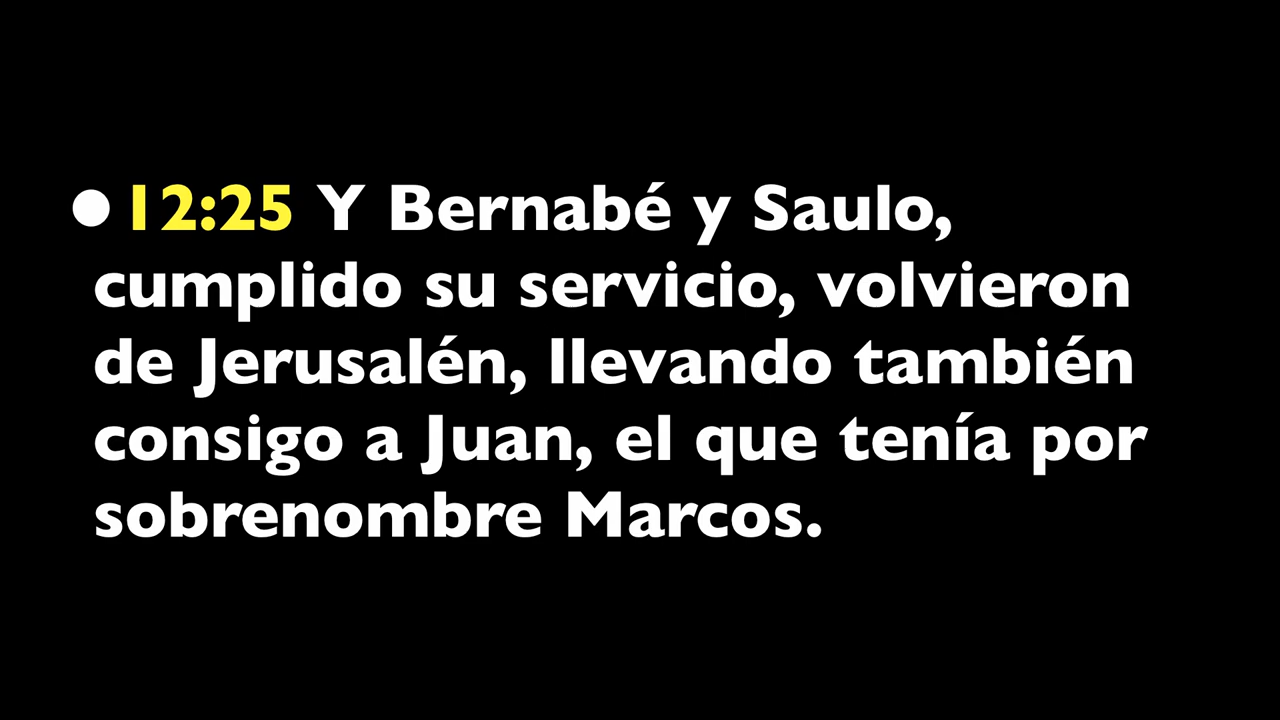 ●12:25 Y Bernabé y Saulo,
cumplido su servicio, volvieron
de Jerusalén, llevando también
consigo a Juan, el que tenía por
sobrenombre Marcos.